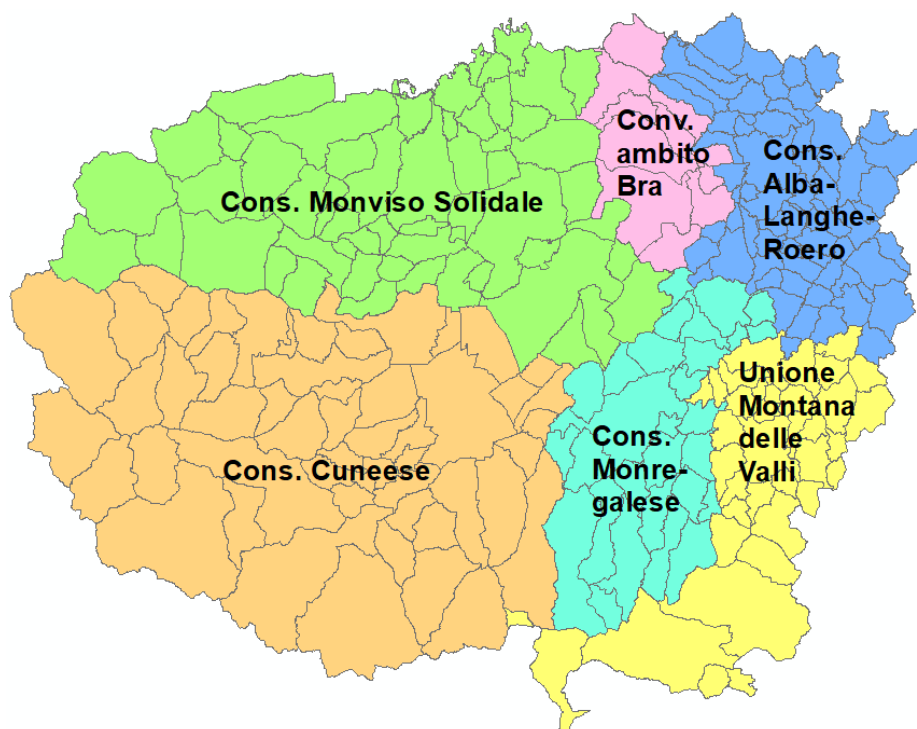 Conv.
ambito
Bra
Cons.
Alba-
Langhe-
Roero
Cons. Monviso Solidale
Unione
Montana
delle
Valli
Cons.
Monre-
galese
Cons. Cuneese